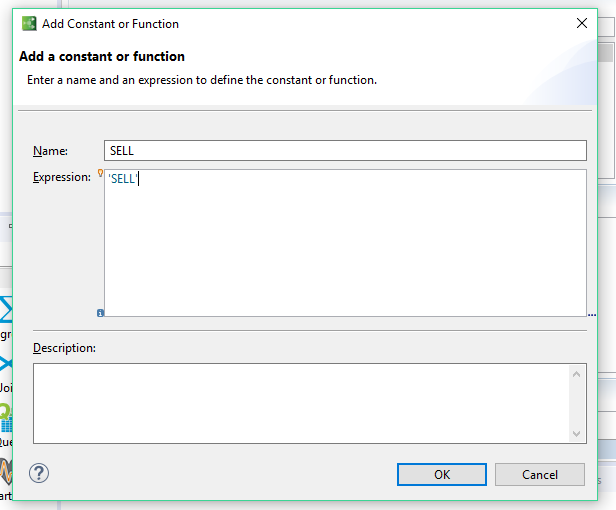 Add Constant or Function
Add a constant or function
Enter a name and an expression to define the constant or function.
Name: SELL
Expression: 'SELL'
...
Description:
? OK Cancel